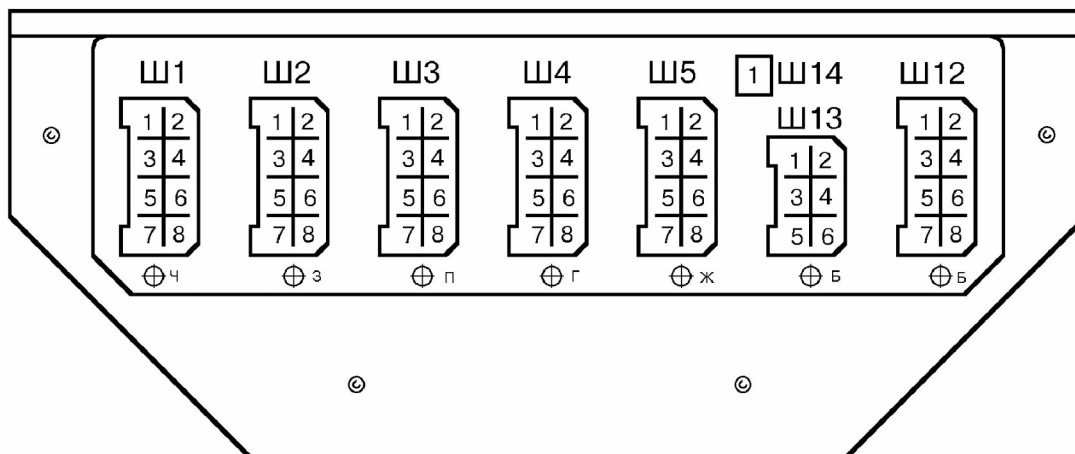 Ш1 Ш2 Ш3 Ш4 Ш5 1 Ш14 Ш12
Ш13
1 2 1 2 1 2 1 2 1 2 1 2
1 2
3 4 3 4 3 4 3 4 3 4 3 4
3 4
5 6 5 6 5 6 5 6 5 6 5 6
7 8 7 8 7 8 7 8 7 8 5 6 7 8
Ч З П Г Ж Б Б
© ©
© ©